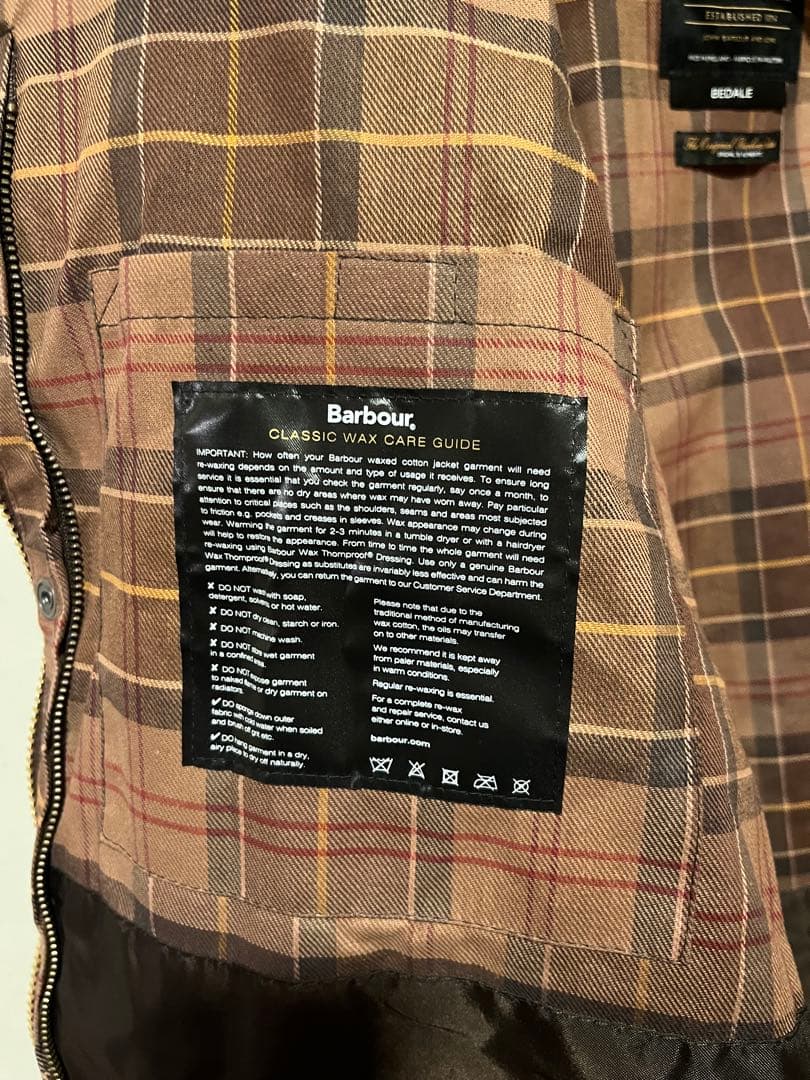 ESTABLISHED 1894
JOHN BARBOUR AND SONS
BEDALE
The Original Barbour
Barbour.
CLASSIC WAX CARE GUIDE
IMPORTANT: How often your Barbour waxed cotton jacket garment will need
re-waxing depends on the amount and type of usage it receives. To ensure long
service it is essential that you check the garment regularly, say once a month, to
ensure that there are no dry areas where wax may have worn away. Pay particular
attention to critical places such as the shoulders, seams and areas most subjected
to friction e.g. pockets and creases in sleeves. Wax appearance may change during
wear. Warming the garment for 2-3 minutes in a tumble dryer or with a hairdryer
will help to restore the appearance. From time to time the whole garment will need
re-waxing using Barbour Wax Thornproof® Dressing. Use only a genuine Barbour
Wax Thornproof® Dressing as substitutes are invariably less effective and can harm the
garment. Alternatively, you can return the garment to our Customer Service Department.
✘ DO NOT wash with soap,
detergent, solvent or hot water.
✘ DO NOT dry clean, starch or iron.
✘ DO NOT machine wash.
✘ DO NOT store wet garment
in a confined area.
✘ DO NOT expose garment
to naked flame or dry garment on
radiators.
✔ DO sponge down outer
fabric with cold water when soiled
and brush off grit etc.
✔ DO hang garment in a dry,
airy place to dry off naturally.
Please note that due to the
traditional method of manufacturing
wax cotton, the oils may transfer
on to other materials.
We recommend it is kept away
from paler materials, especially
in warm conditions.
Regular re-waxing is essential.
For a complete re-wax
and repair service, contact us
either online or in-store.
barbour.com